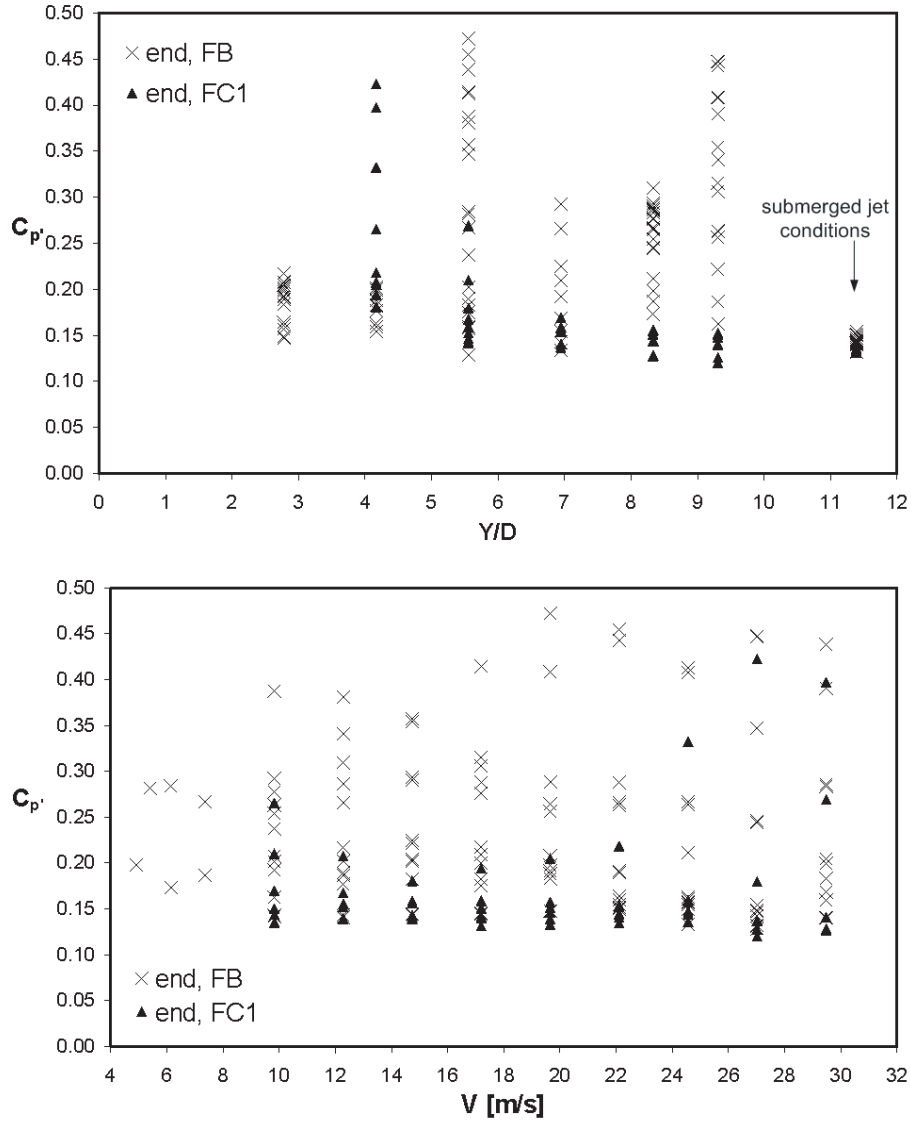 0.50
0.45
0.40
0.35
0.30
0.25
0.20
0.15
0.10
0.05
0.00
Cp'
end, FB
end, FC1
submerged jet
conditions
0 1 2 3 4 5 6 7 8 9 10 11 12
Y/D
0.50
0.45
0.40
0.35
0.30
0.25
0.20
0.15
0.10
0.05
0.00
Cp'
end, FB
end, FC1
4 6 8 10 12 14 16 18 20 22 24 26 28 30 32
V [m/s]